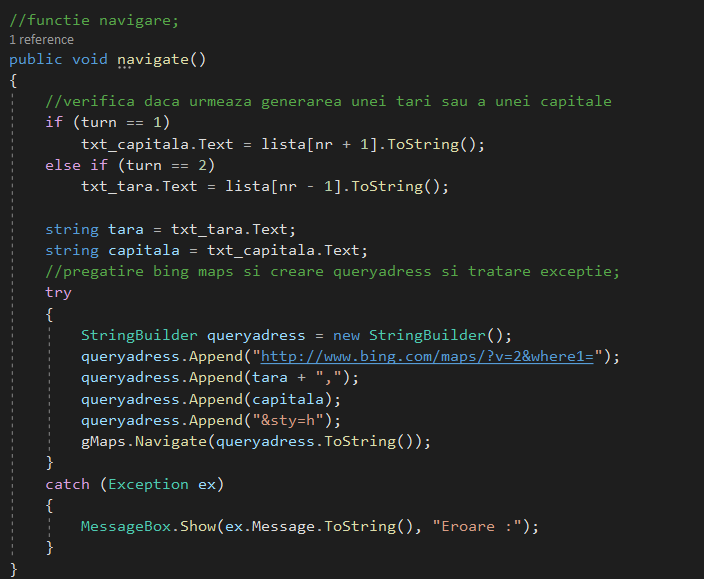 //functie navigare;
1 reference
public void navigate()
{
//verifica daca urmeaza generarea unei tari sau a unei capitale
if (turn == 1)
txt_capitala.Text = lista[nr + 1].ToString();
else if (turn == 2)
txt_tara.Text = lista[nr - 1].ToString();
string tara = txt_tara.Text;
string capitala = txt_capitala.Text;
//pregatire bing maps si creare queryadress si tratare exceptie;
try
{
StringBuilder queryadress = new StringBuilder();
queryadress.Append("http://www.bing.com/maps/?v=2&where1=");
queryadress.Append(tara + ",");
queryadress.Append(capitala);
queryadress.Append("&sty=h");
gMaps.Navigate(queryadress.ToString());
}
catch (Exception ex)
{
MessageBox.Show(ex.Message.ToString(), "Eroare :");
}
}